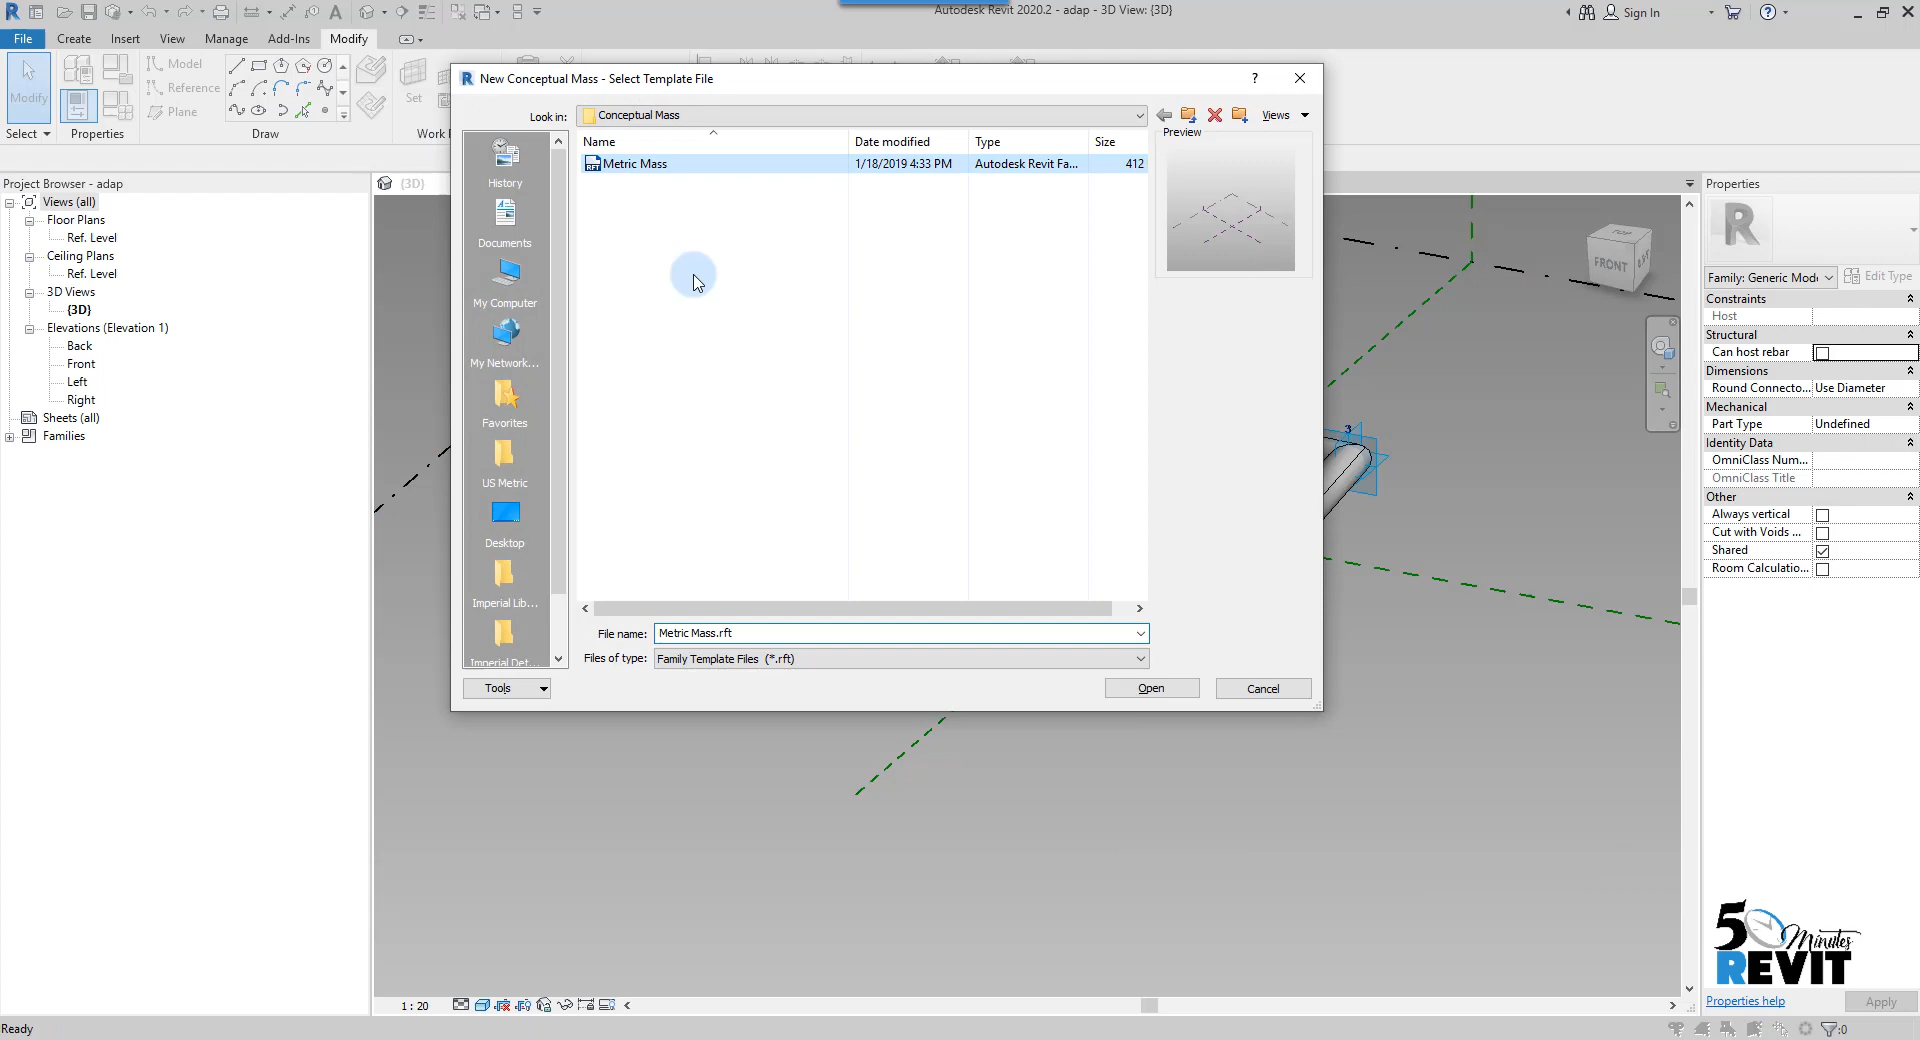 Autodesk Revit 2020.2 - adap - 3D View: {3D}
Sign In
File Create Insert View Manage Add-Ins Modify
Modify
Select
Properties
Model
Reference
Plane
Draw
Set
Work
New Conceptual Mass - Select Template File
Look in:
Conceptual Mass
Views
Name Date modified Type Size
Metric Mass 1/18/2019 4:33 PM Autodesk Revit Fa... 412
Preview
History
Documents
My Computer
My Network...
Favorites
US Metric
Desktop
Imperial Lib...
Imperial Det...
File name: Metric Mass.rft
Files of type: Family Template Files (*.rft)
Tools
Open
Cancel
Project Browser - adap
Views (all)
Floor Plans
Ref. Level
Ceiling Plans
Ref. Level
3D Views
{3D}
Elevations (Elevation 1)
Back
Front
Left
Right
Sheets (all)
Families
{3D}
TOP
FRONT
3
Properties
R
Family: Generic Mode
Edit Type
Constraints
Host
Structural
Can host rebar
Dimensions
Round Connecto... Use Diameter
Mechanical
Part Type Undefined
Identity Data
OmniClass Num...
OmniClass Title
Other
Always vertical
Cut with Voids ...
Shared
Room Calculatio...
5 Minutes
REVIT
Properties help
Apply
1 : 20
Ready
:0